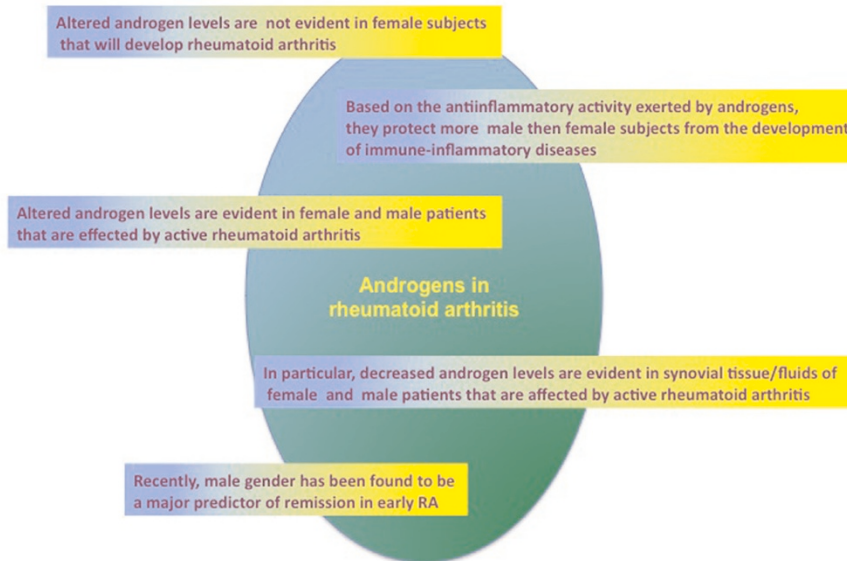 Altered androgen levels are not evident in female subjects
that will develop rheumatoid arthritis
Based on the antiinflammatory activity exerted by androgens,
they protect more male then female subjects from the development
of immune-inflammatory diseases
Altered androgen levels are evident in female and male patients
that are effected by active rheumatoid arthritis
Androgens in
rheumatoid arthritis
In particular, decreased androgen levels are evident in synovial tissue/fluids of
female and male patients that are affected by active rheumatoid arthritis
Recently, male gender has been found to be
a major predictor of remission in early RA